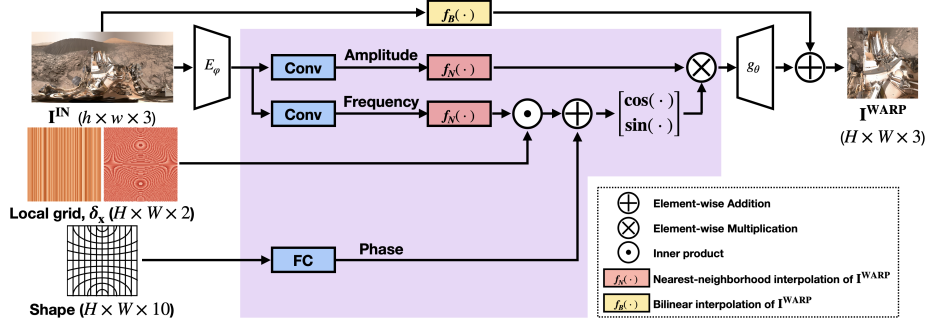 f_B(·)
E_φ
Conv
Amplitude
f_N(·)
g_θ
I^IN (h × w × 3)
Conv
Frequency
f_N(·)
[cos(·)
sin(·)]
I^WARP
(H × W × 3)
Local grid, δ_x (H × W × 2)
FC
Phase
Shape (H × W × 10)
Element-wise Addition
Element-wise Multiplication
Inner product
f_N(·) Nearest-neighborhood interpolation of I^WARP
f_B(·) Bilinear interpolation of I^WARP